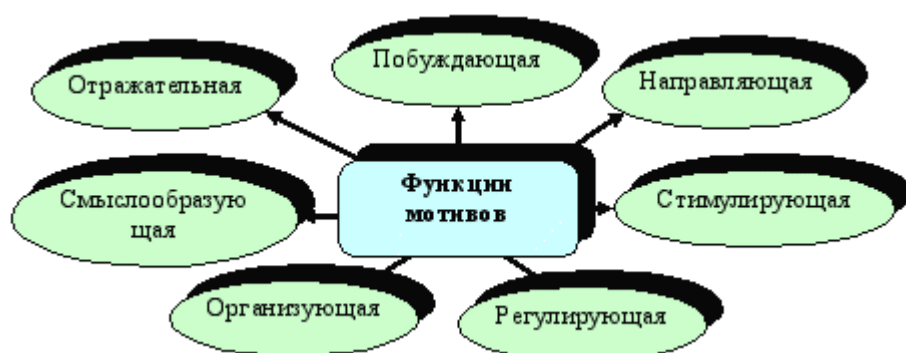 Побуждающая
Отражательная
Направляющая
Функции
мотивов
Смыслообразую
щая
Стимулирующая
Организующая
Регулирующая